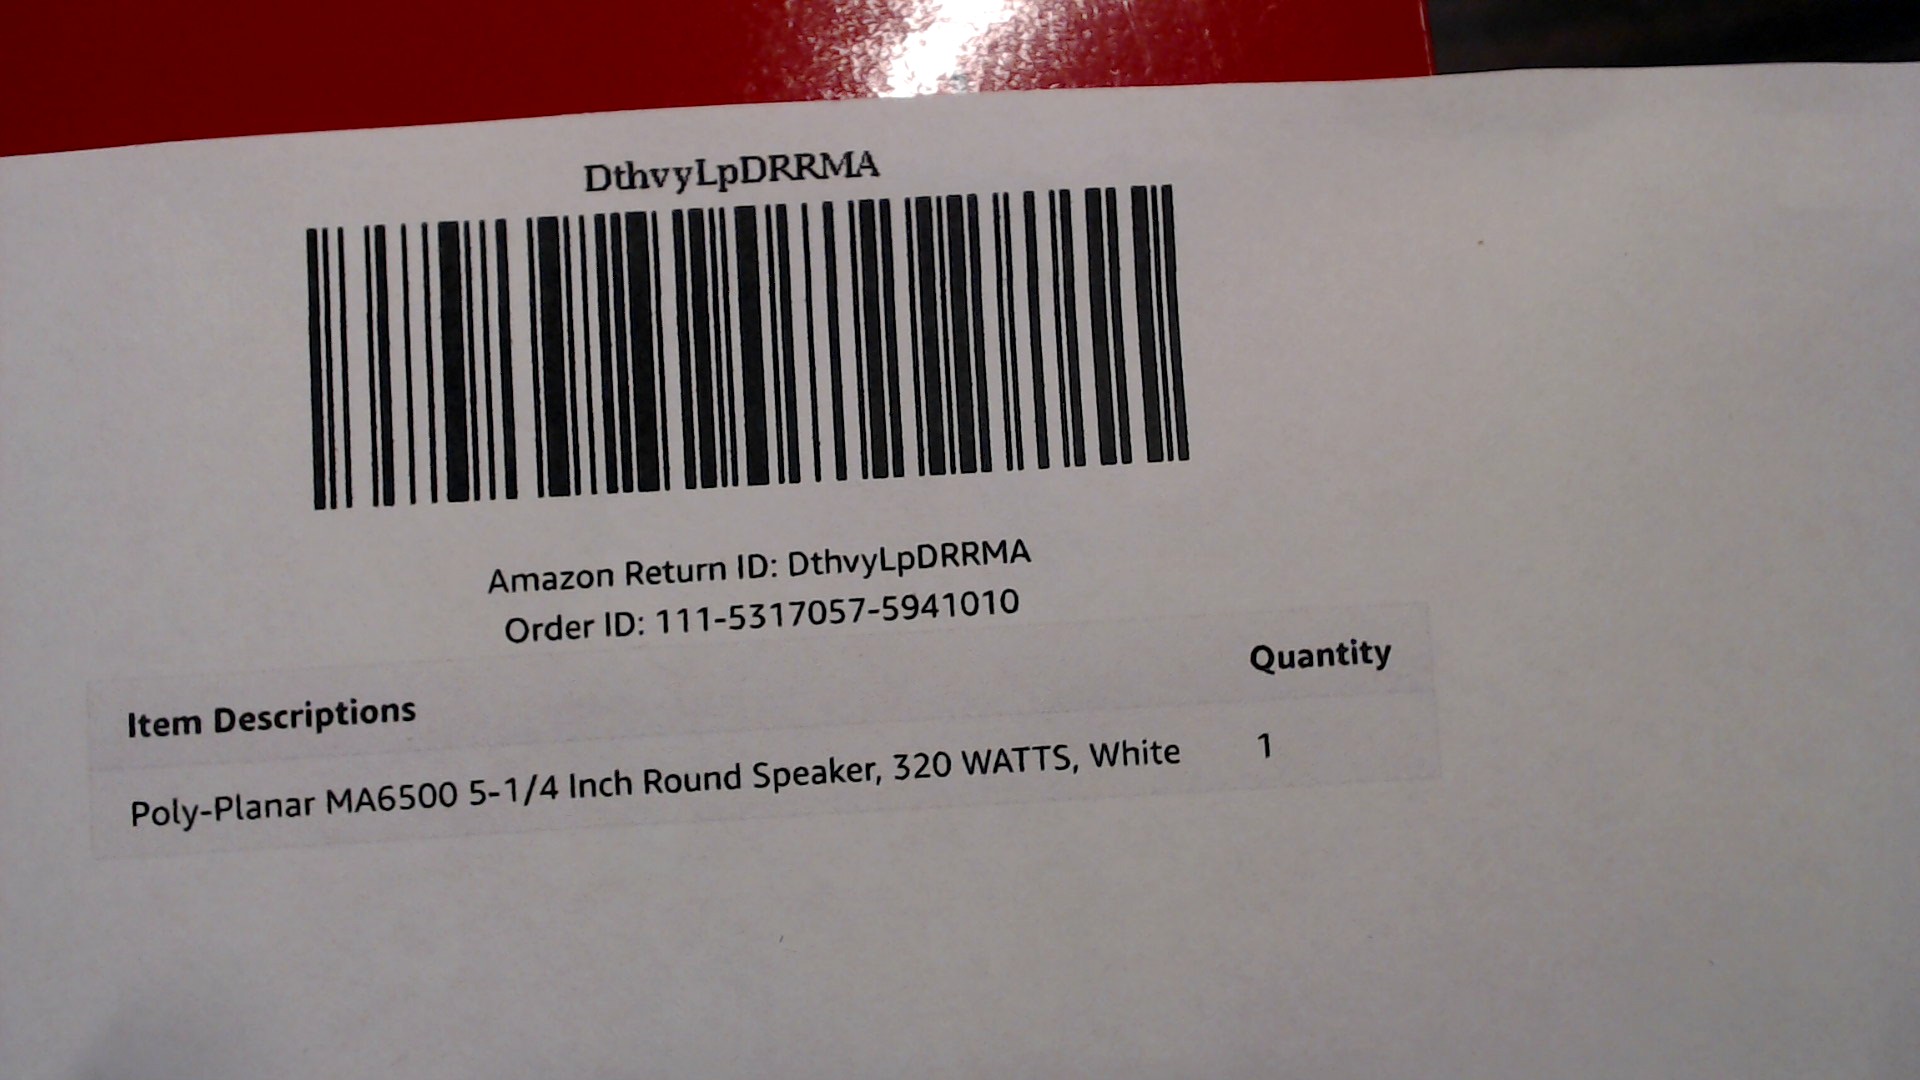 DthvyLpDRRMA
Amazon Return ID: DthvyLpDRRMA
Order ID: 111-5317057-5941010
Item Descriptions Quantity
Poly-Planar MA6500 5-1/4 Inch Round Speaker, 320 WATTS, White 1